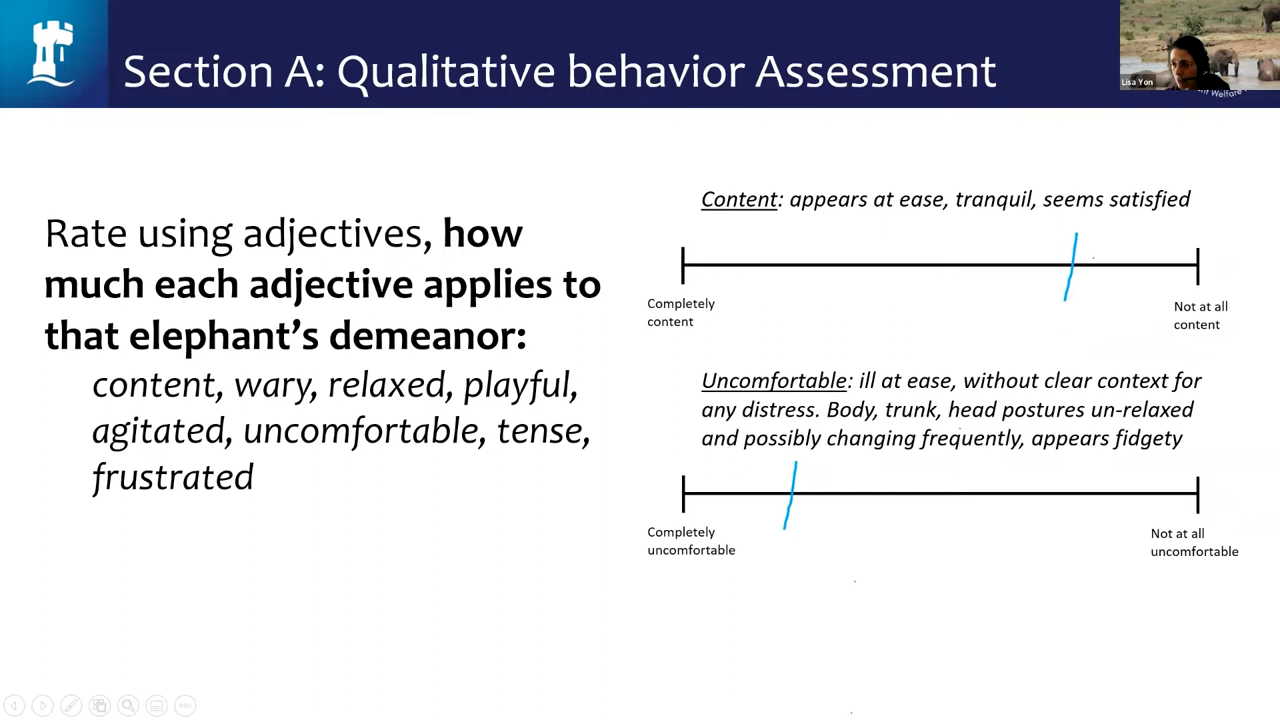 Section A: Qualitative behavior Assessment
Lisa Yon
Rate using adjectives, how
much each adjective applies to
that elephant's demeanor:
content, wary, relaxed, playful,
agitated, uncomfortable, tense,
frustrated
Content: appears at ease, tranquil, seems satisfied
Completely
content
Not at all
content
Uncomfortable: ill at ease, without clear context for
any distress. Body, trunk, head postures un-relaxed
and possibly changing frequently, appears fidgety
Completely
uncomfortable
Not at all
uncomfortable